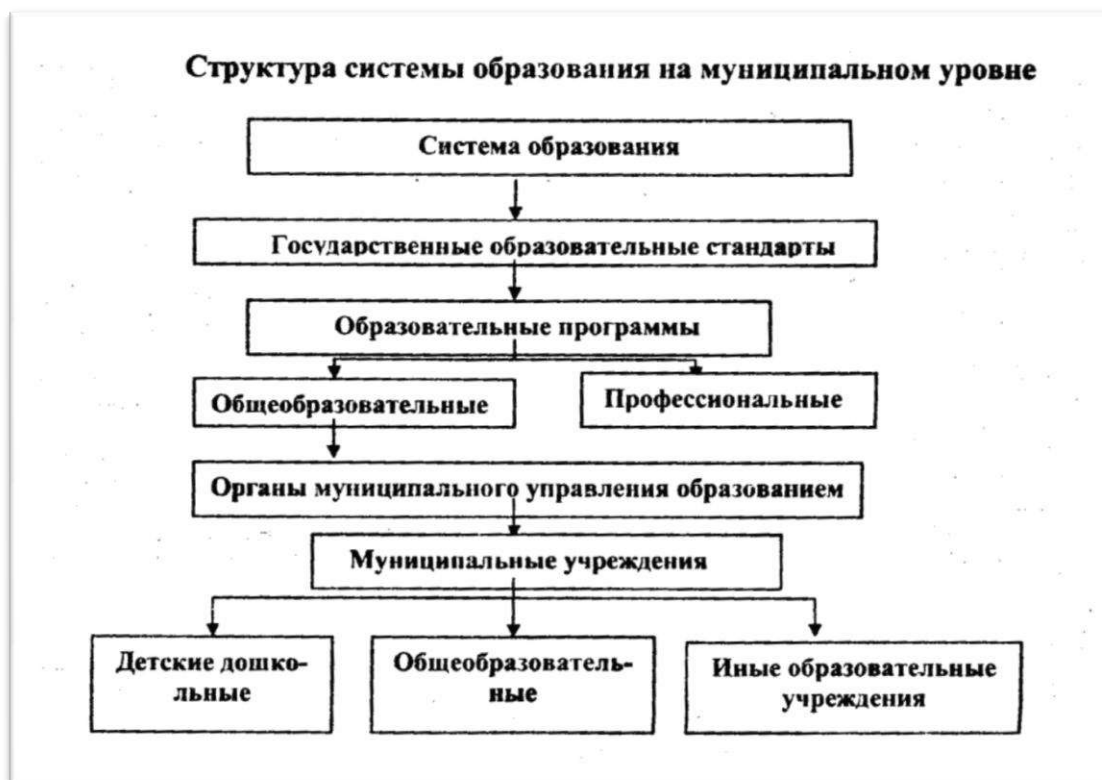 Структура системы образования на муниципальном уровне
Система образования
Государственные образовательные стандарты
Образовательные программы
Общеобразовательные
Профессиональные
Органы муниципального управления образованием
Муниципальные учреждения
Детские дошко-
льные
Общеобразователь-
ные
Иные образовательные
учреждения